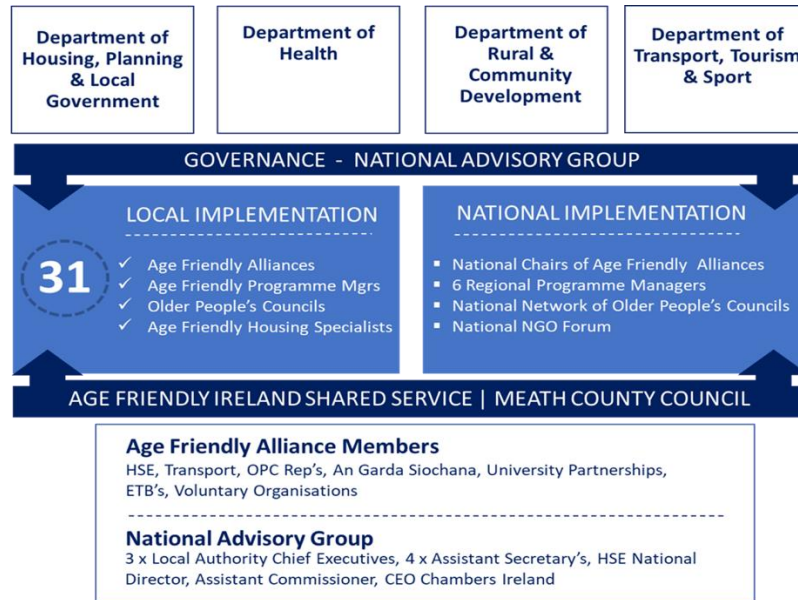 Department of
Housing, Planning
& Local
Government
Department of
Health
Department of
Rural &
Community
Development
Department of
Transport, Tourism
& Sport
GOVERNANCE - NATIONAL ADVISORY GROUP
31
LOCAL IMPLEMENTATION
✓ Age Friendly Alliances
✓ Age Friendly Programme Mgrs
✓ Older People's Councils
✓ Age Friendly Housing Specialists
NATIONAL IMPLEMENTATION
▪ National Chairs of Age Friendly Alliances
▪ 6 Regional Programme Managers
▪ National Network of Older People's Councils
▪ National NGO Forum
AGE FRIENDLY IRELAND SHARED SERVICE | MEATH COUNTY COUNCIL
Age Friendly Alliance Members
HSE, Transport, OPC Rep's, An Garda Siochana, University Partnerships,
ETB's, Voluntary Organisations
National Advisory Group
3 x Local Authority Chief Executives, 4 x Assistant Secretary's, HSE National
Director, Assistant Commissioner, CEO Chambers Ireland